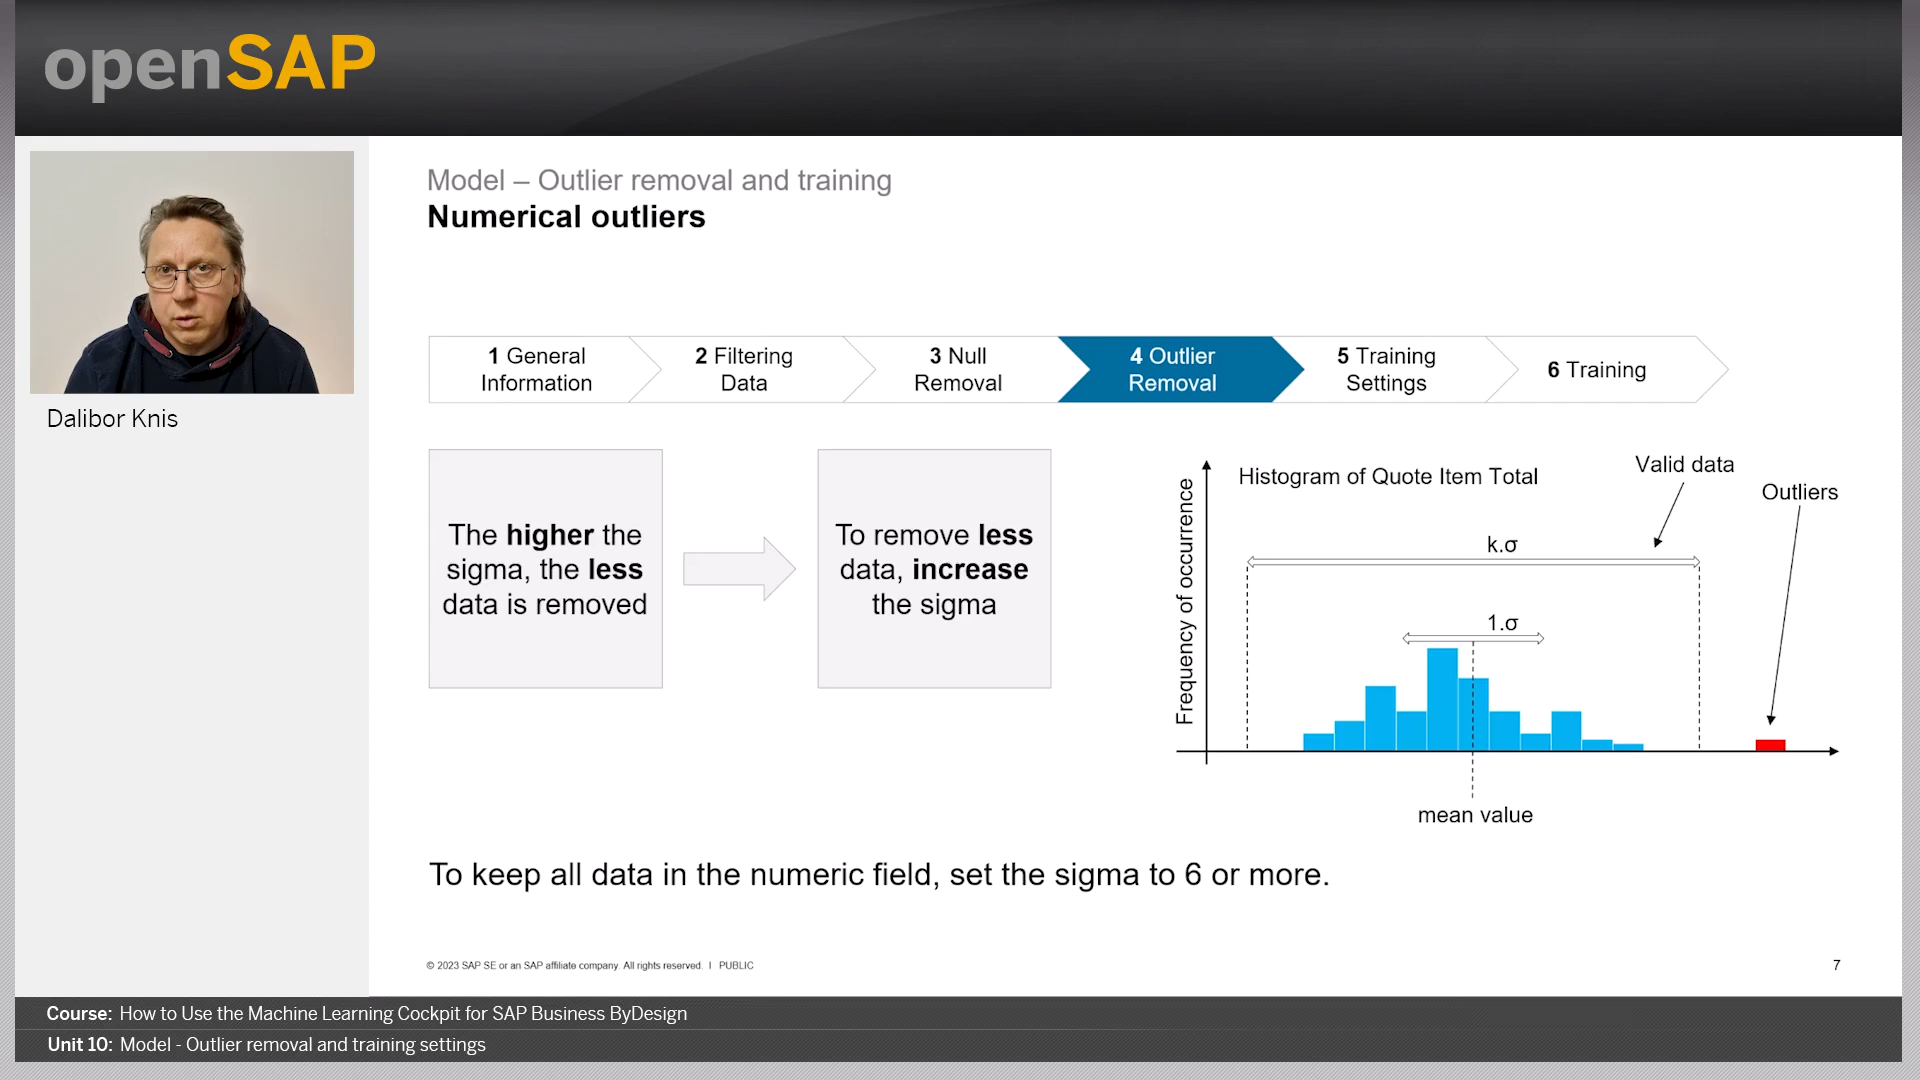 openSAP
Dalibor Knis
Model – Outlier removal and training
Numerical outliers
1 General
Information
2 Filtering
Data
3 Null
Removal
4 Outlier
Removal
5 Training
Settings
6 Training
The higher the
sigma, the less
data is removed
To remove less
data, increase
the sigma
Histogram of Quote Item Total
Valid data
Outliers
Frequency of occurrence
k.σ
1.σ
mean value
To keep all data in the numeric field, set the sigma to 6 or more.
© 2023 SAP SE or an SAP affiliate company. All rights reserved. I PUBLIC
7
Course: How to Use the Machine Learning Cockpit for SAP Business ByDesign
Unit 10: Model - Outlier removal and training settings